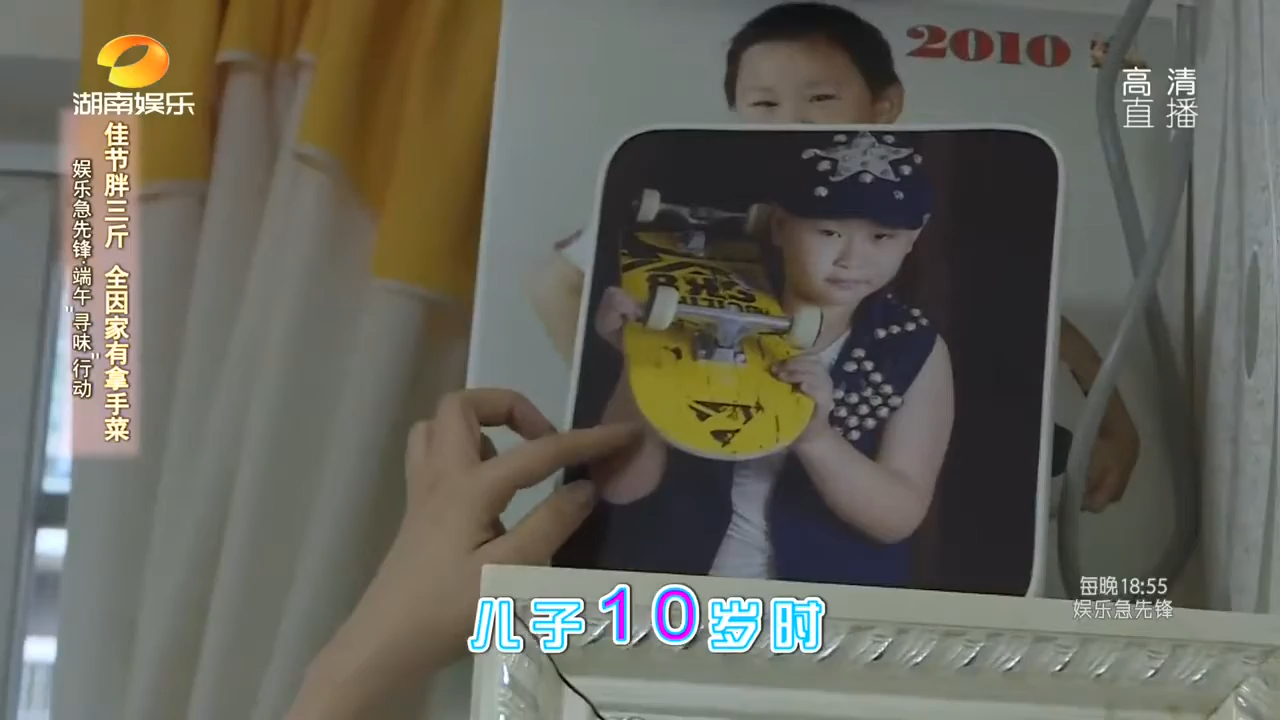 湖南娱乐
佳节胖三斤 全因家有拿手菜
娱乐急先锋·端午"寻味"行动
2010
高清
直播
儿子10岁时
每晚18:55
娱乐急先锋